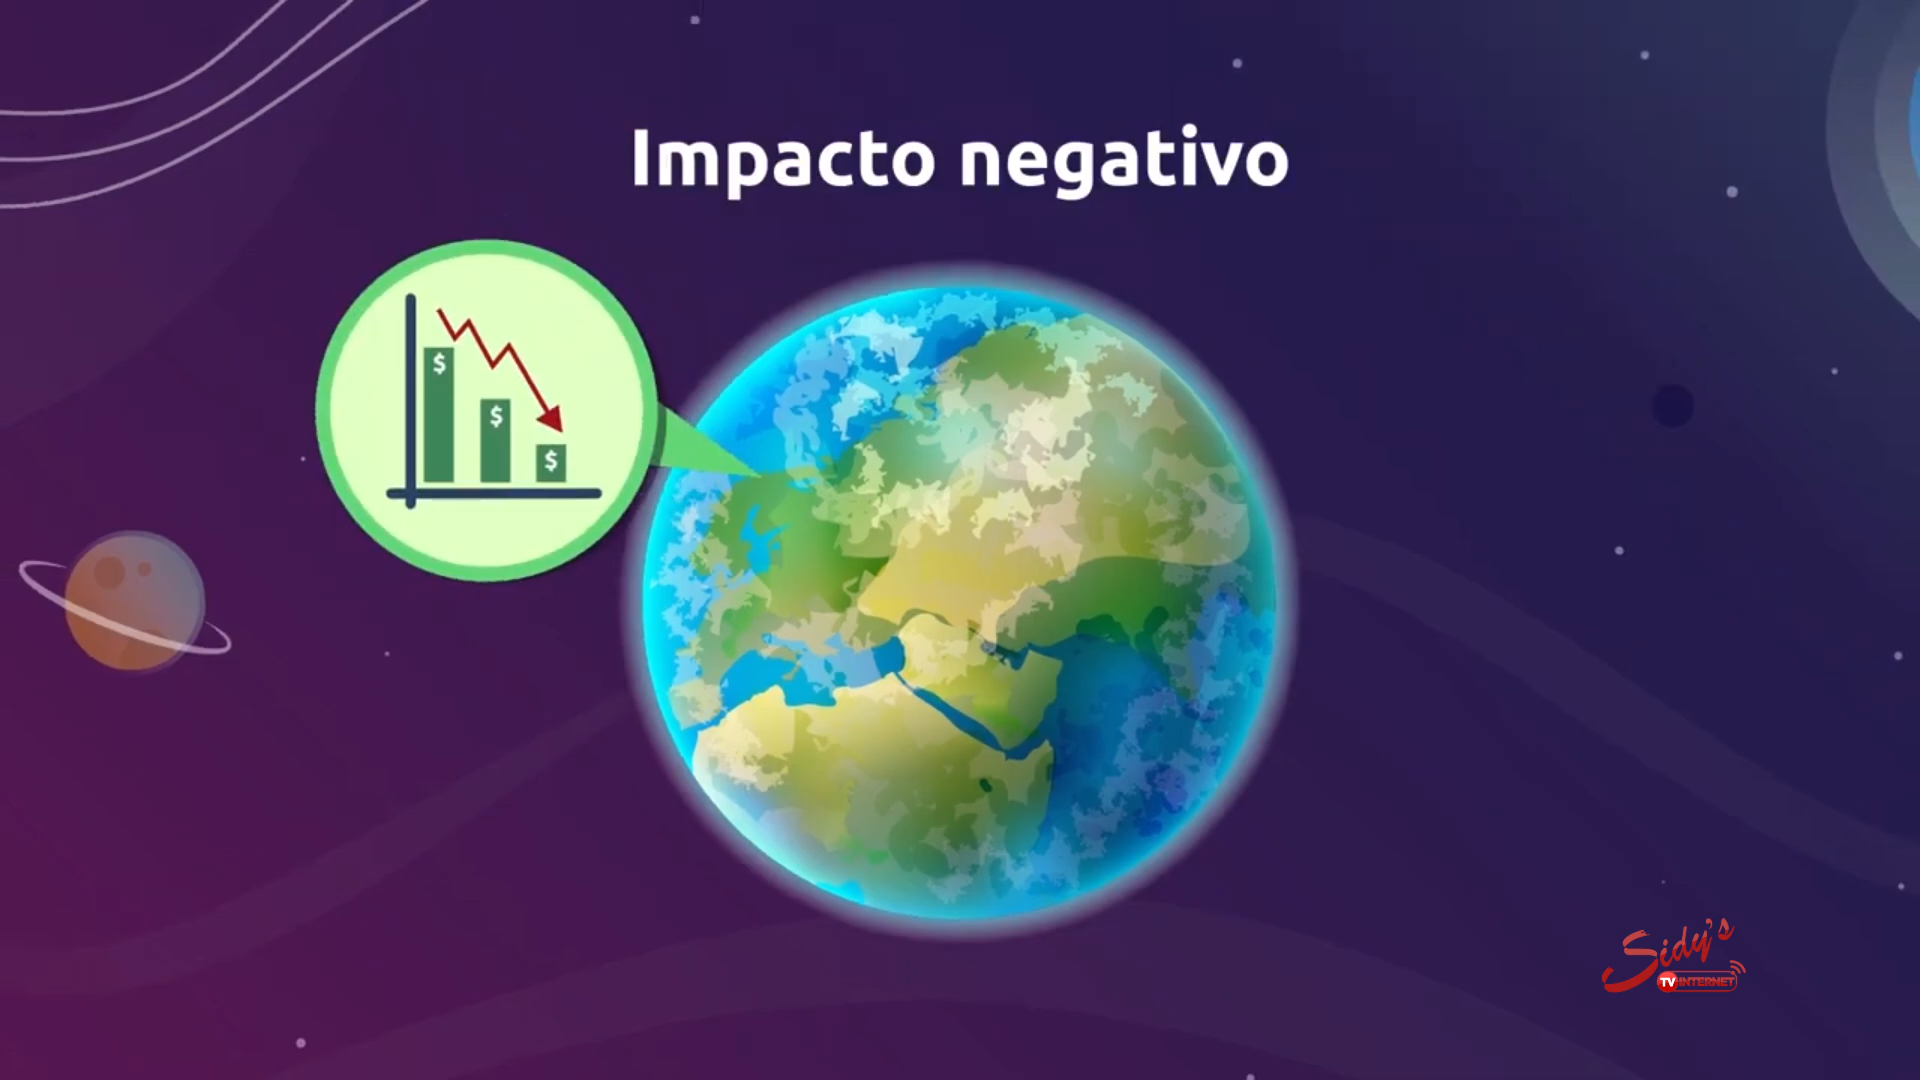 Impacto negativo
$
$
$
Sidy's
TV+INTERNET